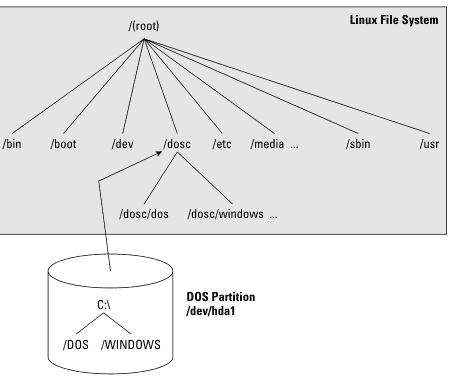 Linux File System
/(root)
/bin /boot /dev /dosc /etc /media ... /sbin /usr
/dosc/dos /dosc/windows ...
DOS Partition
/dev/hda1
C:\
/DOS /WINDOWS